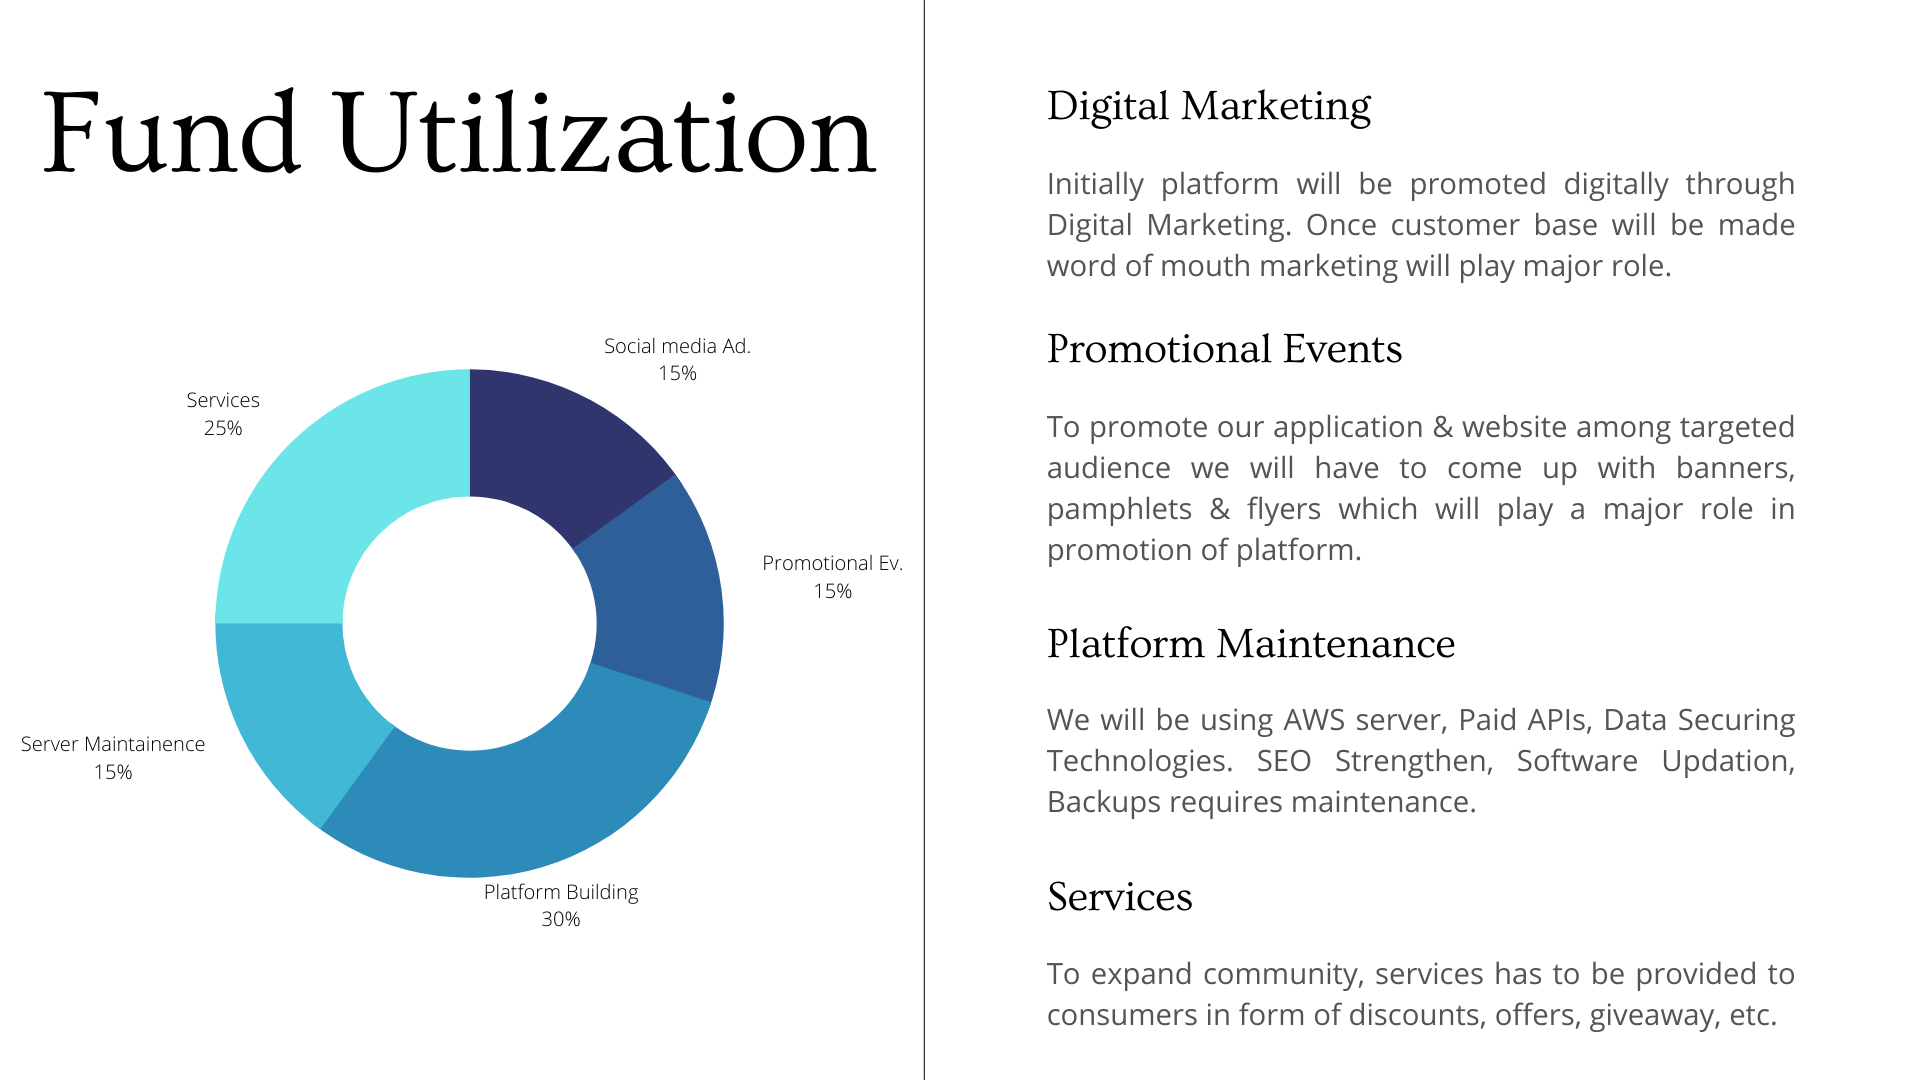 Fund Utilization
Social media Ad.
15%
Services
25%
Promotional Ev.
15%
Server Maintainence
15%
Platform Building
30%
Digital Marketing
Initially platform will be promoted digitally through
Digital Marketing. Once customer base will be made
word of mouth marketing will play major role.
Promotional Events
To promote our application & website among targeted
audience we will have to come up with banners,
pamphlets & flyers which will play a major role in
promotion of platform.
Platform Maintenance
We will be using AWS server, Paid APIs, Data Securing
Technologies. SEO Strengthen, Software Updation,
Backups requires maintenance.
Services
To expand community, services has to be provided to
consumers in form of discounts, offers, giveaway, etc.